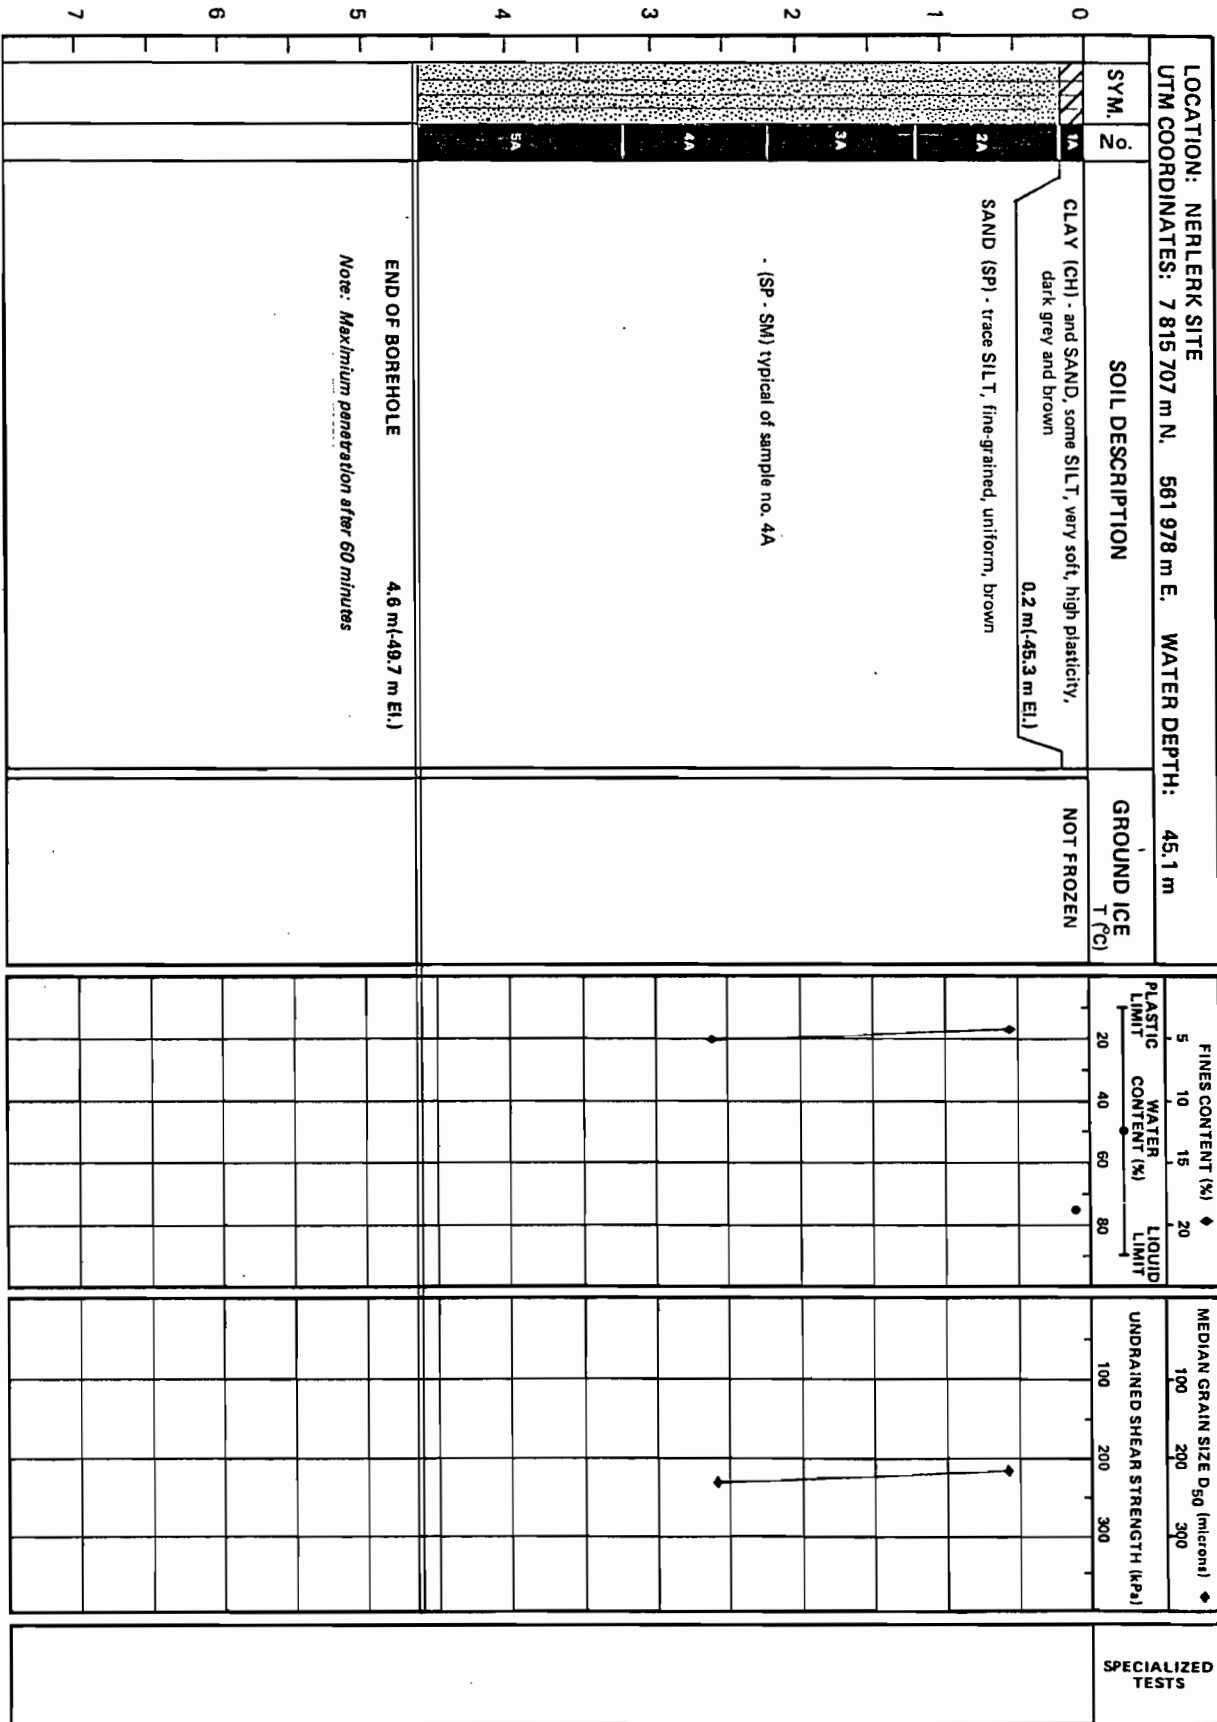 LOCATION: NERLERK SITE
UTM COORDINATES: 7 815 707 m N. 561 978 m E. WATER DEPTH: 45.1 m
SYM.
No.
SOIL DESCRIPTION
GROUND ICE
T (°C)
FINES CONTENT (%) ♦
5 10 15 20
PLASTIC LIMIT
WATER CONTENT (%)
LIQUID LIMIT
20 40 60 80
MEDIAN GRAIN SIZE D50 (microns) ♦
100 200 300
UNDRAINED SHEAR STRENGTH (kPa)
100 200 300
SPECIALIZED TESTS
0
1
2
3
4
5
6
7
1A
2A
3A
4A
5A
CLAY (CH) - and SAND, some SILT, very soft, high plasticity,
dark grey and brown
0.2 m(-45.3 m El.)
NOT FROZEN
SAND (SP) - trace SILT, fine-grained, uniform, brown
- (SP - SM) typical of sample no. 4A
END OF BOREHOLE
4.6 m(-49.7 m El.)
Note: Maximium penetration after 60 minutes